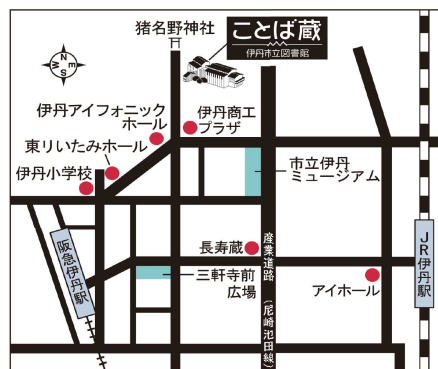 猪名野神社
ことば蔵
伊丹市立図書館
N
E
S
W
伊丹アイフォニック
ホール
伊丹商工
プラザ
東リいたみホール
伊丹小学校
市立伊丹
ミュージアム
阪急伊丹駅
長寿蔵
三軒寺前
広場
産業道路
(尼崎池田線)
アイホール
JR伊丹駅